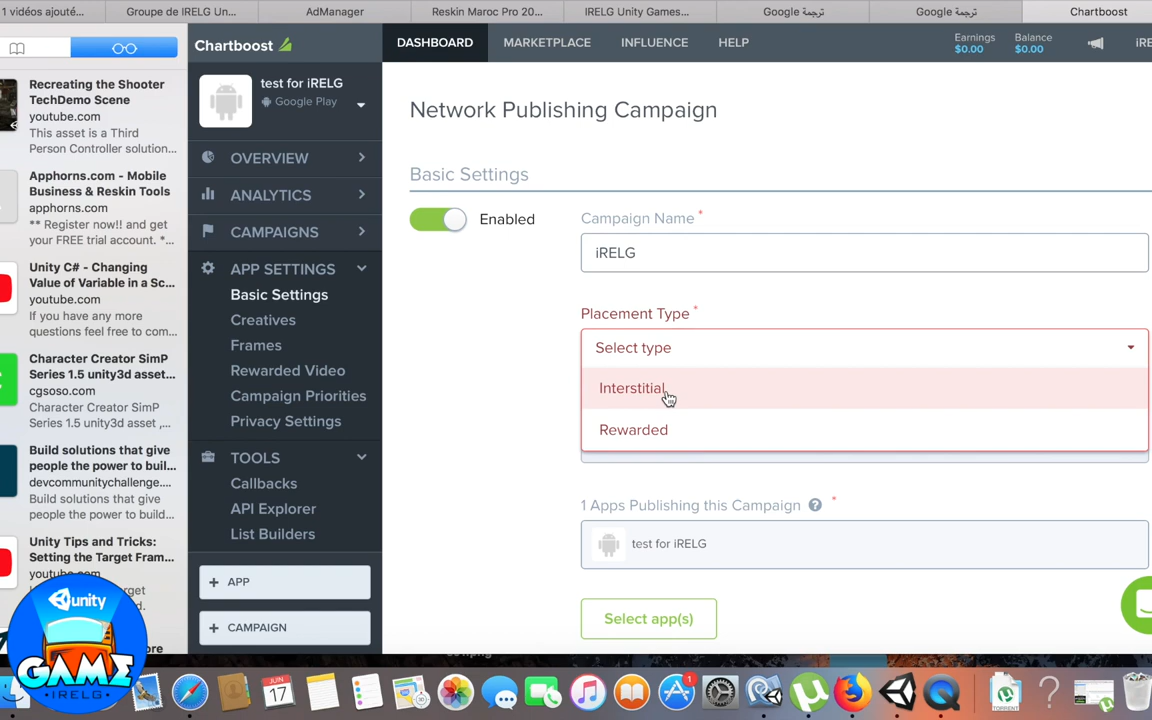 1 vidéos ajouté...
Groupe de IRELG Un...
AdManager
Reskin Maroc Pro 20...
IRELG Unity Games...
ترجمة Google
ترجمة Google
Chartboost
Chartboost
DASHBOARD
MARKETPLACE
INFLUENCE
HELP
Earnings
$0.00
Balance
$0.00
iRE
Recreating the Shooter
TechDemo Scene
youtube.com
This asset is a Third
Person Controller solution...
Apphorns.com - Mobile
Business & Reskin Tools
apphorns.com
** Register now!! and get
your FREE trial account. *...
Unity C# - Changing
Value of Variable in a Sc...
youtube.com
If you have any more
questions feel free to com...
Character Creator SimP
Series 1.5 unity3d asset...
cgsoso.com
Character Creator SimP
Series 1.5 unity3d asset ,...
Build solutions that give
people the power to buil...
devcommunitychallenge....
Build solutions that give
people the power to build...
Unity Tips and Tricks:
Setting the Target Fram...
youtube.com
unity
GAME
IRELG
test for iRELG
Google Play
OVERVIEW
ANALYTICS
CAMPAIGNS
APP SETTINGS
Basic Settings
Creatives
Frames
Rewarded Video
Campaign Priorities
Privacy Settings
TOOLS
Callbacks
API Explorer
List Builders
+ APP
+ CAMPAIGN
Network Publishing Campaign
Basic Settings
Enabled
Campaign Name *
iRELG
Placement Type *
Select type
Interstitial
Rewarded
1 Apps Publishing this Campaign ? *
test for iRELG
Select app(s)
JUN
17
1
TORRENT